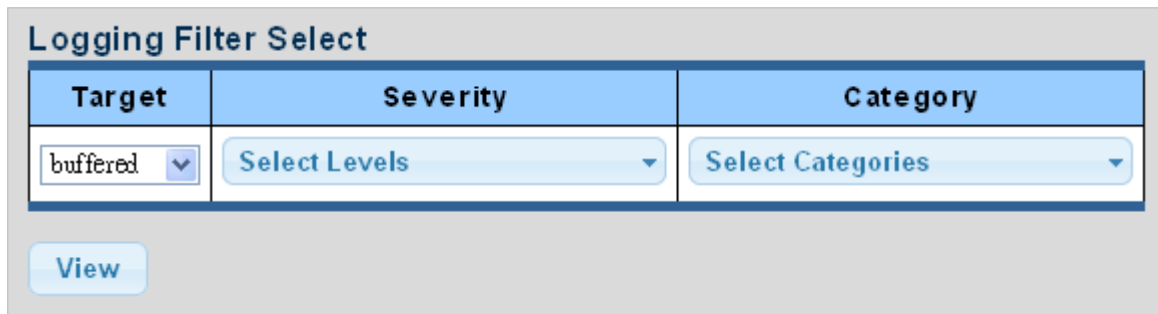 Logging Filter Select
Target Severity Category
buffered Select Levels Select Categories
View